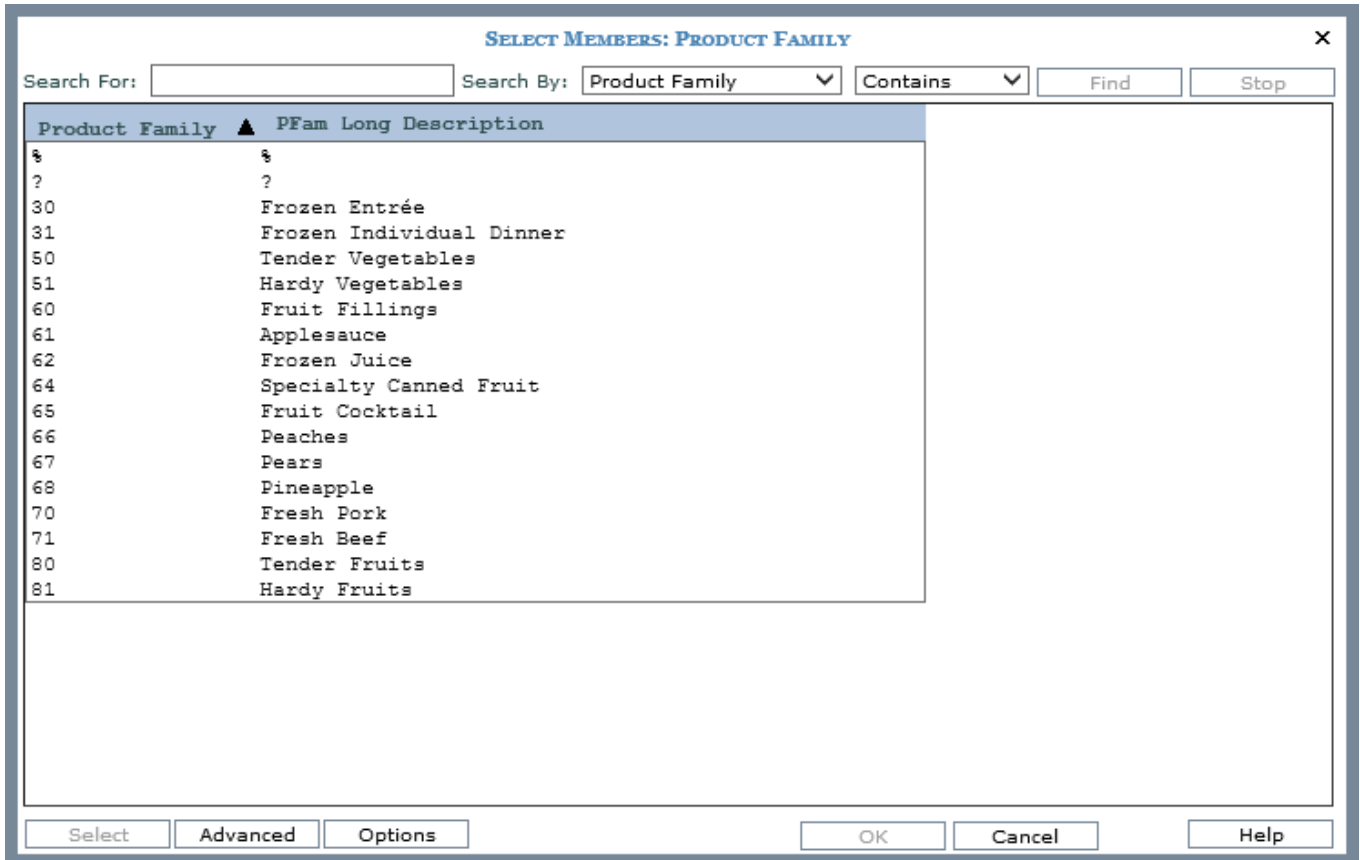 SELECT MEMBERS: PRODUCT FAMILY ×
Search For: Search By: Product Family Contains Find Stop
Product Family ▲ PFam Long Description
% %
? ?
30 Frozen Entrée
31 Frozen Individual Dinner
50 Tender Vegetables
51 Hardy Vegetables
60 Fruit Fillings
61 Applesauce
62 Frozen Juice
64 Specialty Canned Fruit
65 Fruit Cocktail
66 Peaches
67 Pears
68 Pineapple
70 Fresh Pork
71 Fresh Beef
80 Tender Fruits
81 Hardy Fruits
Select Advanced Options OK Cancel Help